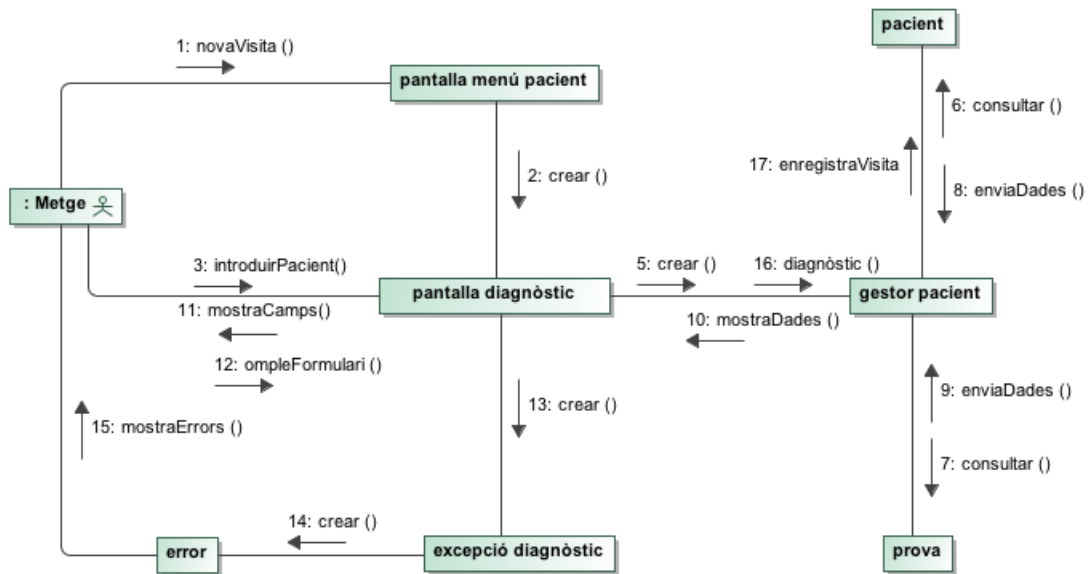 pacient
1: novaVisita ()
pantalla menú pacient
6: consultar ()
17: enregistraVisita
2: crear ()
8: enviaDades ()
: Metge
3: introduirPacient()
5: crear ()
16: diagnòstic ()
pantalla diagnòstic
gestor pacient
11: mostraCamps()
10: mostraDades ()
12: ompleFormulari ()
9: enviaDades ()
13: crear ()
15: mostraErrors ()
7: consultar ()
14: crear ()
error
excepció diagnòstic
prova